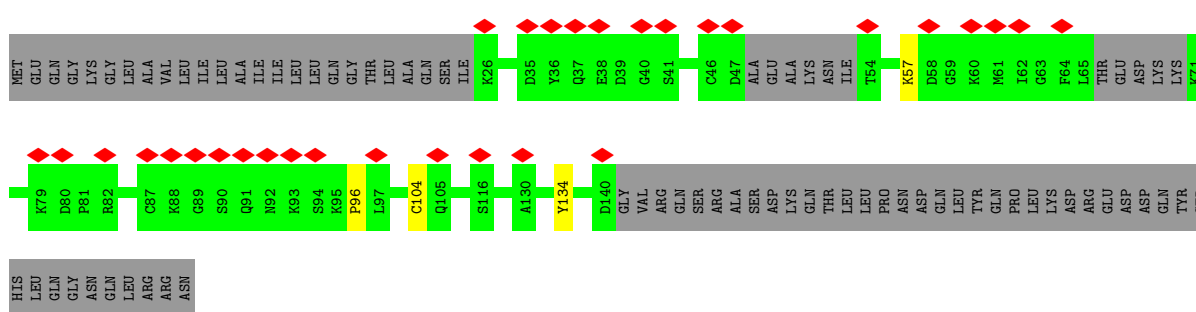 MET GLU GLN GLY LYS GLY LEU ALA VAL LEU ILE LEU ALA ILE ILE LEU LEU GLN GLY THR LEU ALA GLN SER ILE K26 D35 Y36 Q37 E38 D39 G40 S41 C46 D47 ALA GLU ALA LYS ASN ILE T54 K57 D58 G59 K60 M61 I62 G63 F64 L65 THR GLU ASP LYS LYS K71
K79 D80 P81 R82 C87 K88 G89 S90 Q91 N92 K93 S94 K95 P96 L97 C104 Q105 S116 A130 Y134 D140 GLY VAL ARG GLN SER ARG ALA SER ASP LYS GLN THR LEU LEU PRO ASN ASP GLN LEU TYR GLN PRO LEU LYS ASP ARG GLU ASP ASP GLN TYR
HIS LEU GLN GLY ASN GLN LEU ARG ARG ASN